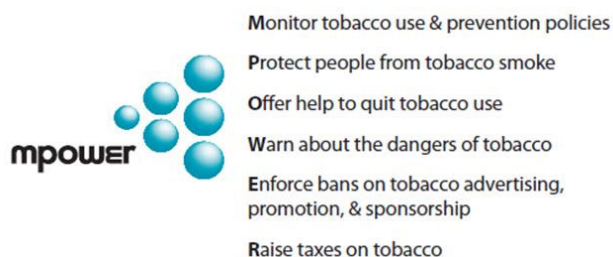 mpower
Monitor tobacco use & prevention policies
Protect people from tobacco smoke
Offer help to quit tobacco use
Warn about the dangers of tobacco
Enforce bans on tobacco advertising,
promotion, & sponsorship
Raise taxes on tobacco